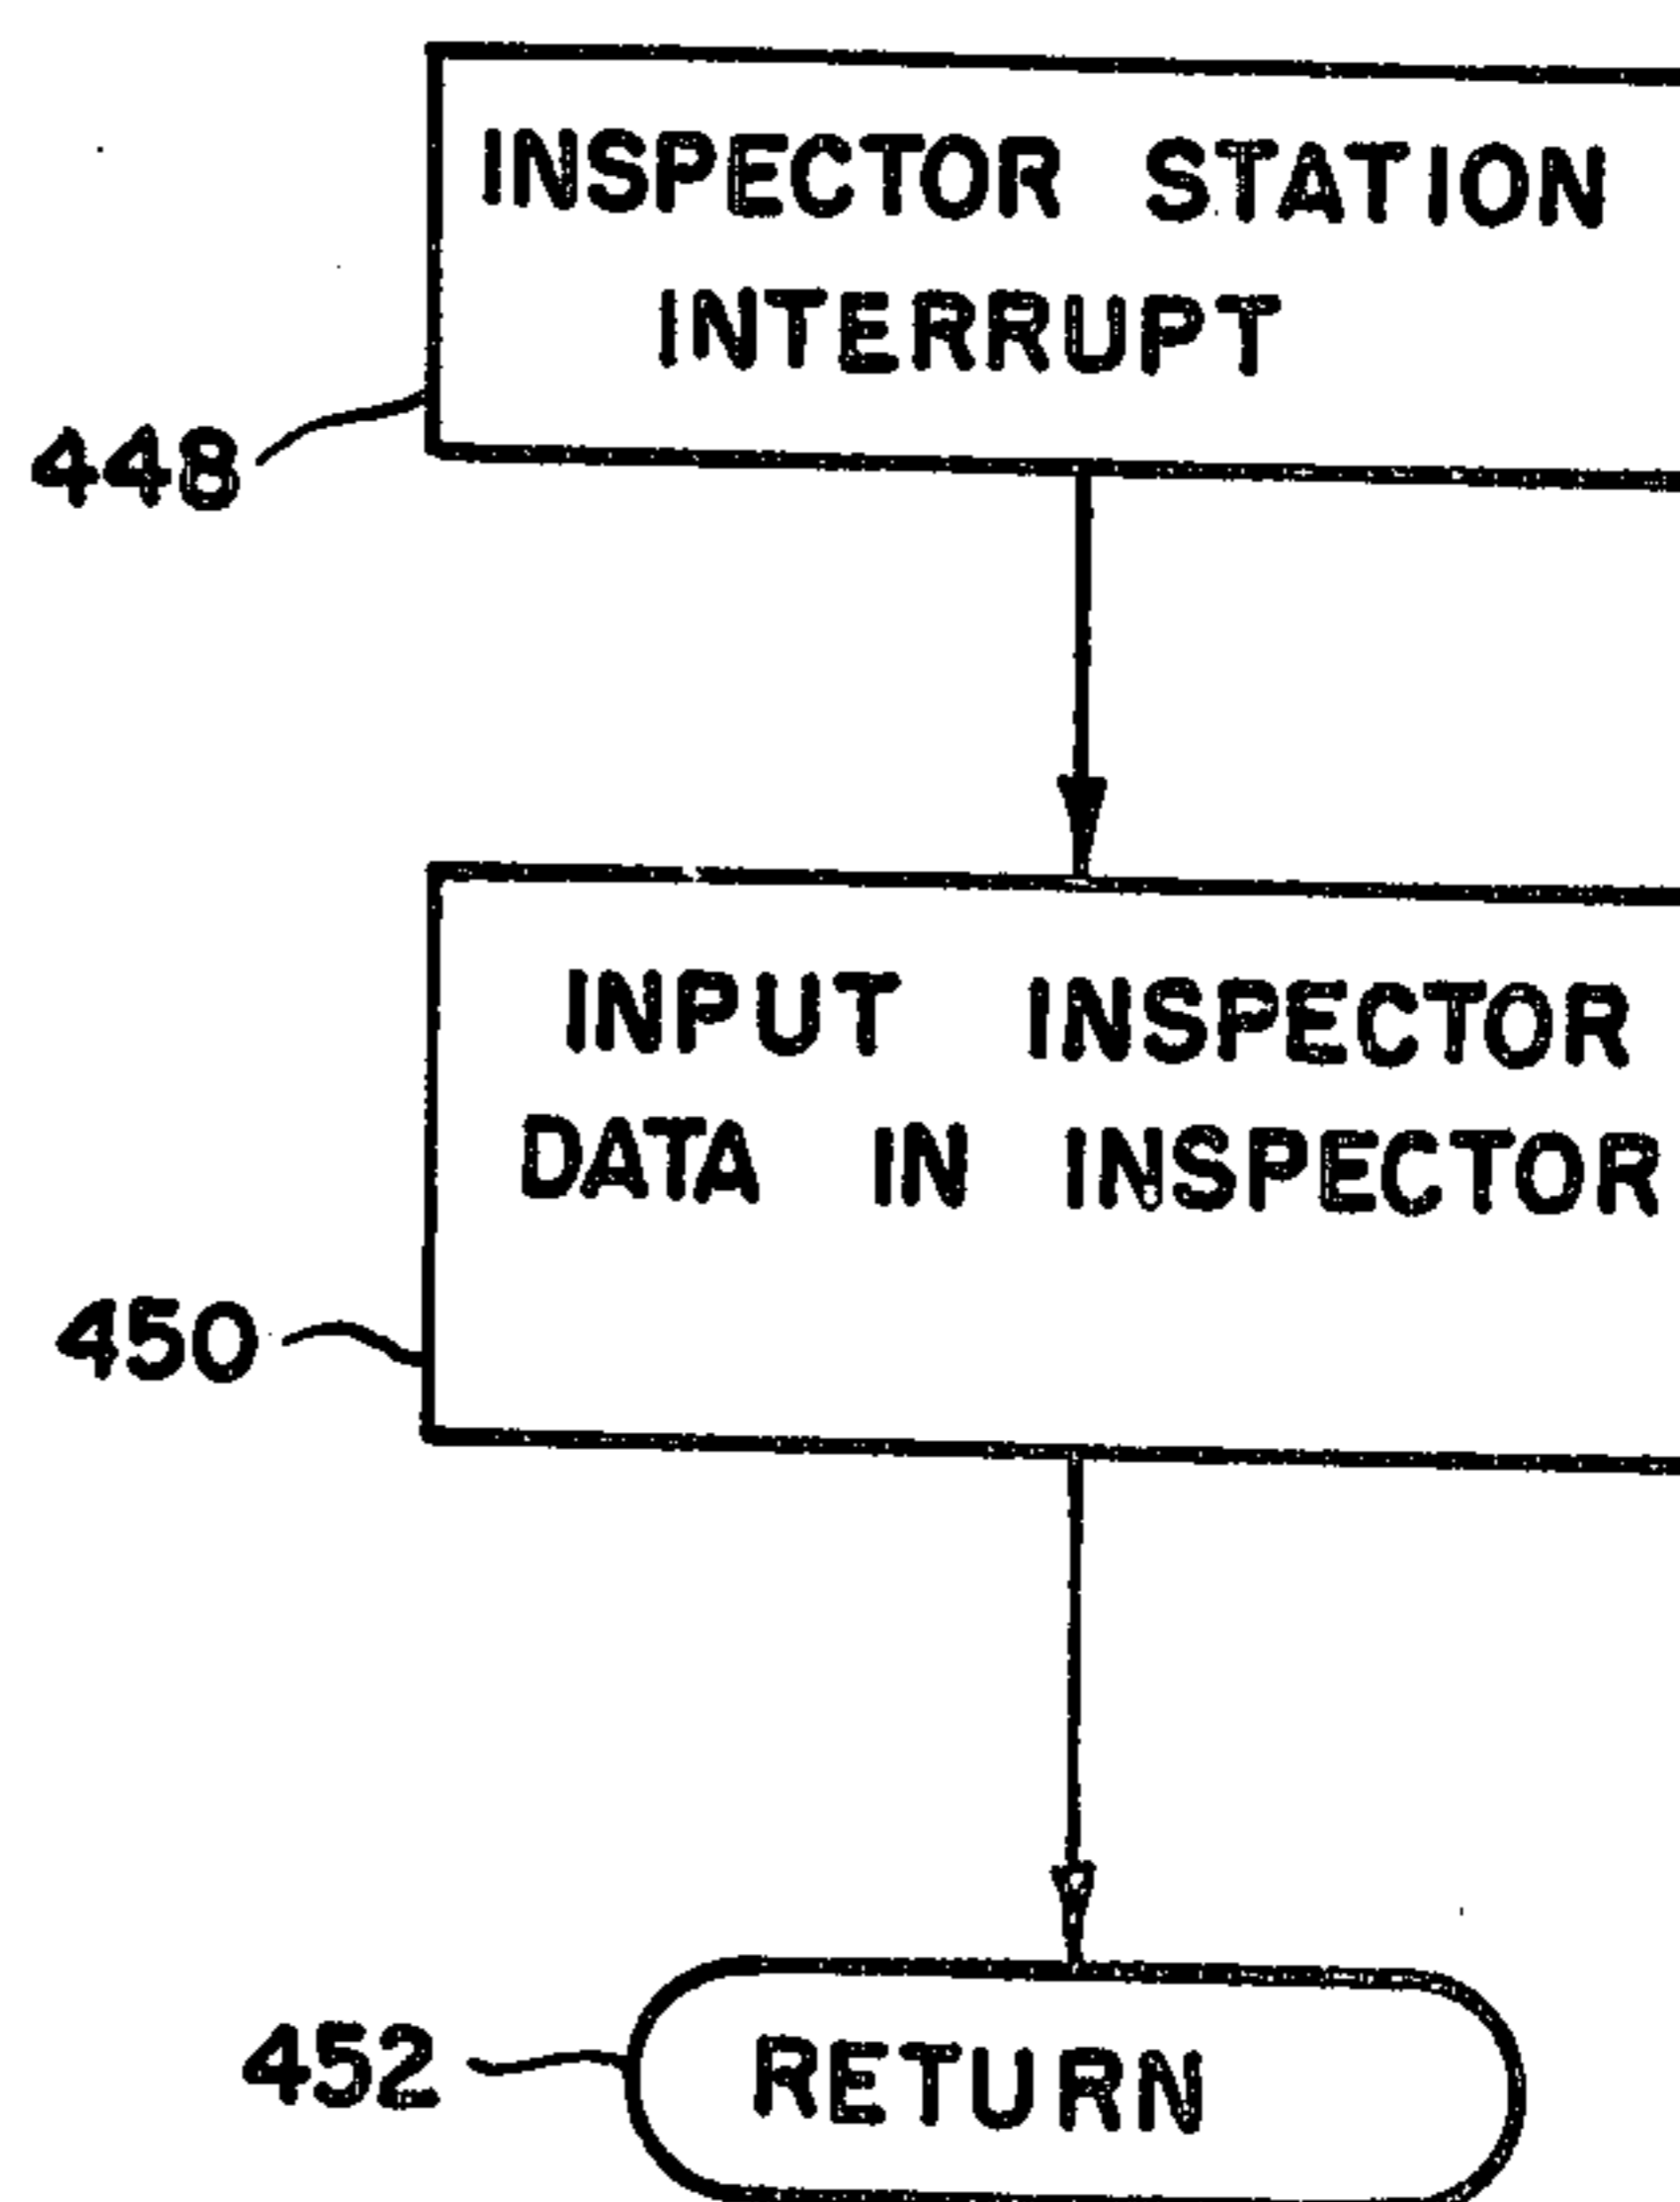 INSPECTOR STATION
INTERRUPT
448
INPUT INSPECTOR
DATA IN INSPECTOR
450
452
RETURN